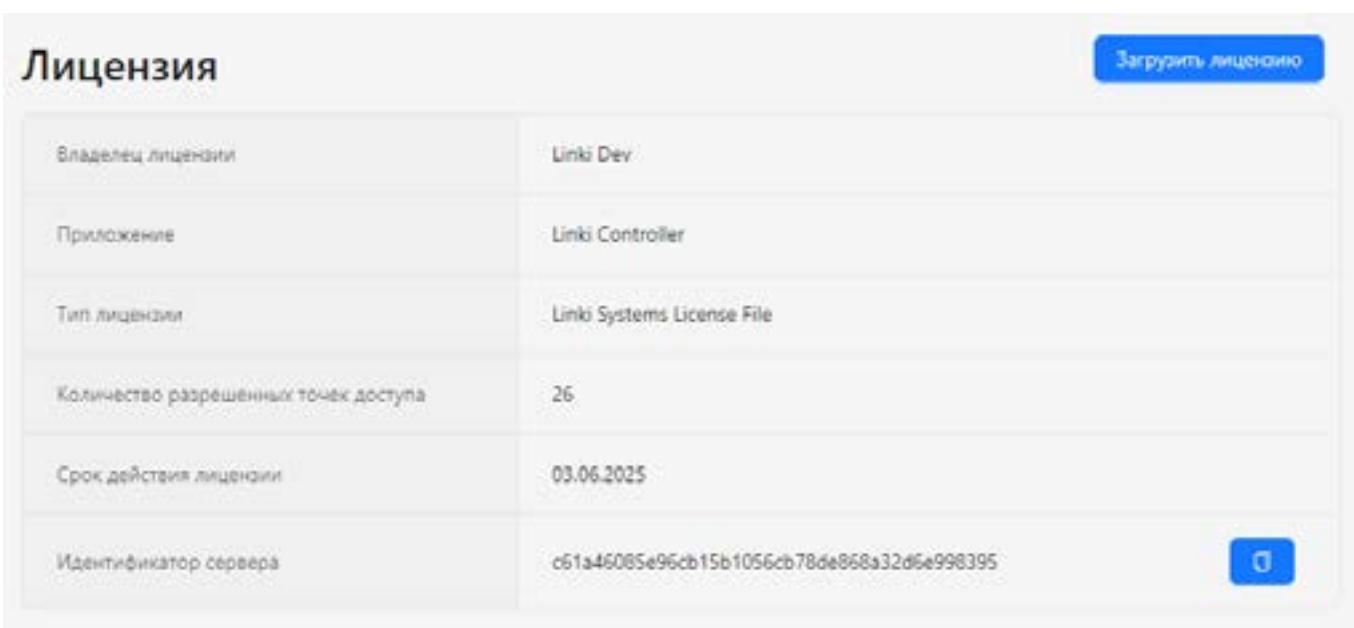 Лицензия
Загрузить лицензию
Владелец лицензии Linki Dev
Приложение Linki Controller
Тип лицензии Linki Systems License File
Количество разрешенных точек доступа 26
Срок действия лицензии 03.06.2025
Идентификатор сервера c61a46085e96cb15b1056cb78de868a32d6e998395